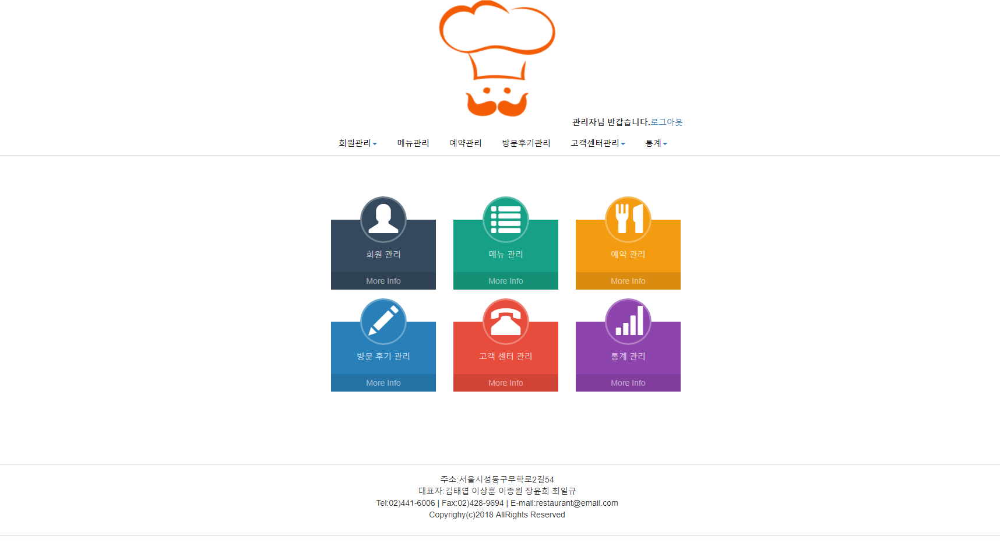 관리자님 반갑습니다.로그아웃
회원관리 메뉴관리 예약관리 방문후기관리 고객센터관리 통계
회원 관리 메뉴 관리 예약 관리
More Info More Info More Info
방문 후기 관리 고객 센터 관리 통계 관리
More Info More Info More Info
주소:서울시성동구무학로2길54
대표자:김태엽 이상훈 이종원 장윤희 최일규
Tel:02)441-6006 | Fax:02)428-9694 | E-mail:restaurant@email.com
Copyrighy(c)2018 AllRights Reserved